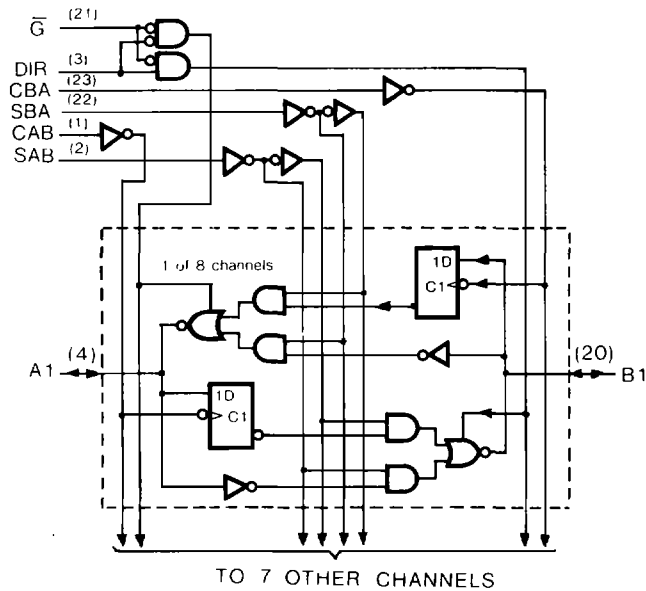 G̅ (21)
DIR (3)
CBA (23)
SBA (22)
CAB (1)
SAB (2)
1 of 8 channels
1D
C1
A1 (4)
(20) B1
1D
C1
TO 7 OTHER CHANNELS